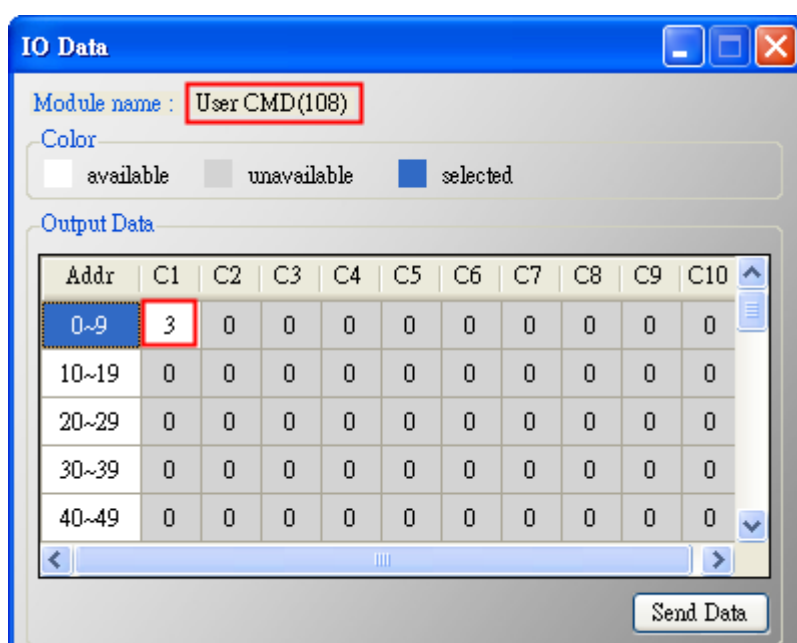 IO Data
Module name : User CMD(108)
Color
available unavailable selected
Output Data
Addr C1 C2 C3 C4 C5 C6 C7 C8 C9 C10
0~9 3 0 0 0 0 0 0 0 0 0
10~19 0 0 0 0 0 0 0 0 0 0
20~29 0 0 0 0 0 0 0 0 0 0
30~39 0 0 0 0 0 0 0 0 0 0
40~49 0 0 0 0 0 0 0 0 0 0
Send Data